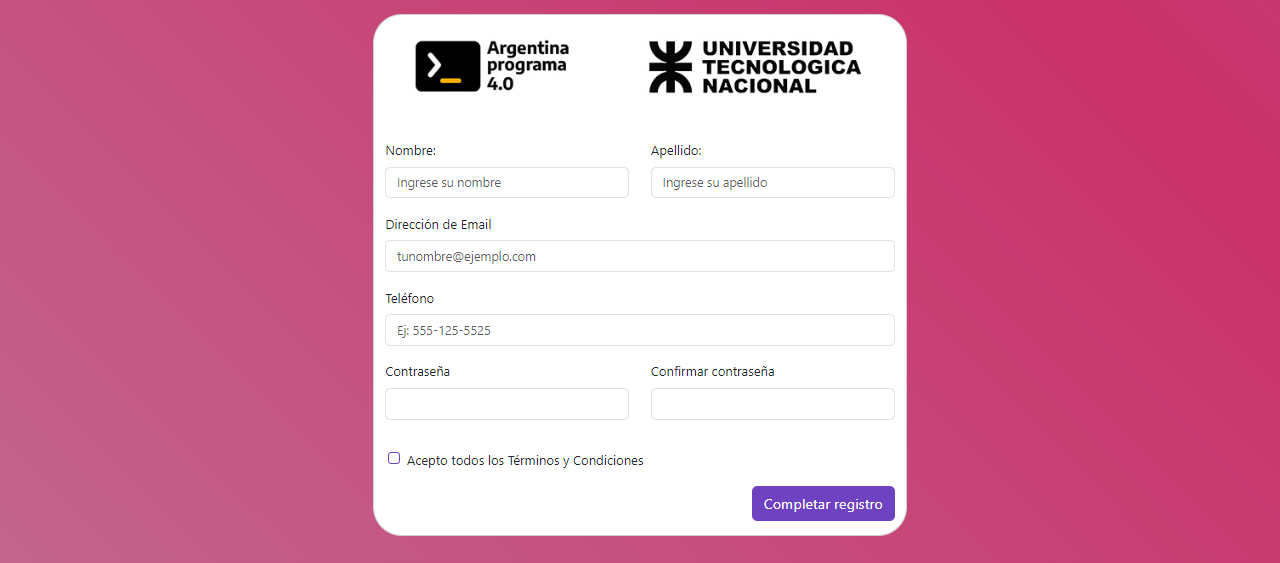 Argentina
programa
4.0
UNIVERSIDAD
TECNOLOGICA
NACIONAL
Nombre:
Apellido:
Ingrese su nombre
Ingrese su apellido
Dirección de Email
tunombre@ejemplo.com
Teléfono
Ej: 555-125-5525
Contraseña
Confirmar contraseña
Acepto todos los Términos y Condiciones
Completar registro